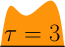 τ = 3